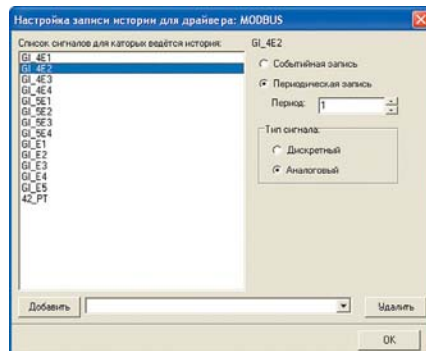 Настройка записи истории для драйвера: MODBUS
Список сигналов для каторых ведётся история:
GI_4E1
GI_4E2
GI_4E3
GI_4E4
GI_5E1
GI_5E2
GI_5E3
GI_5E4
GI_E1
GI_E2
GI_E3
GI_E4
GI_E5
42_PT
GI_4E2
Событийная запись
Периодическая запись
Период: 1
Тип сигнала:
Дискретный
Аналоговый
Добавить
Удалить
OK